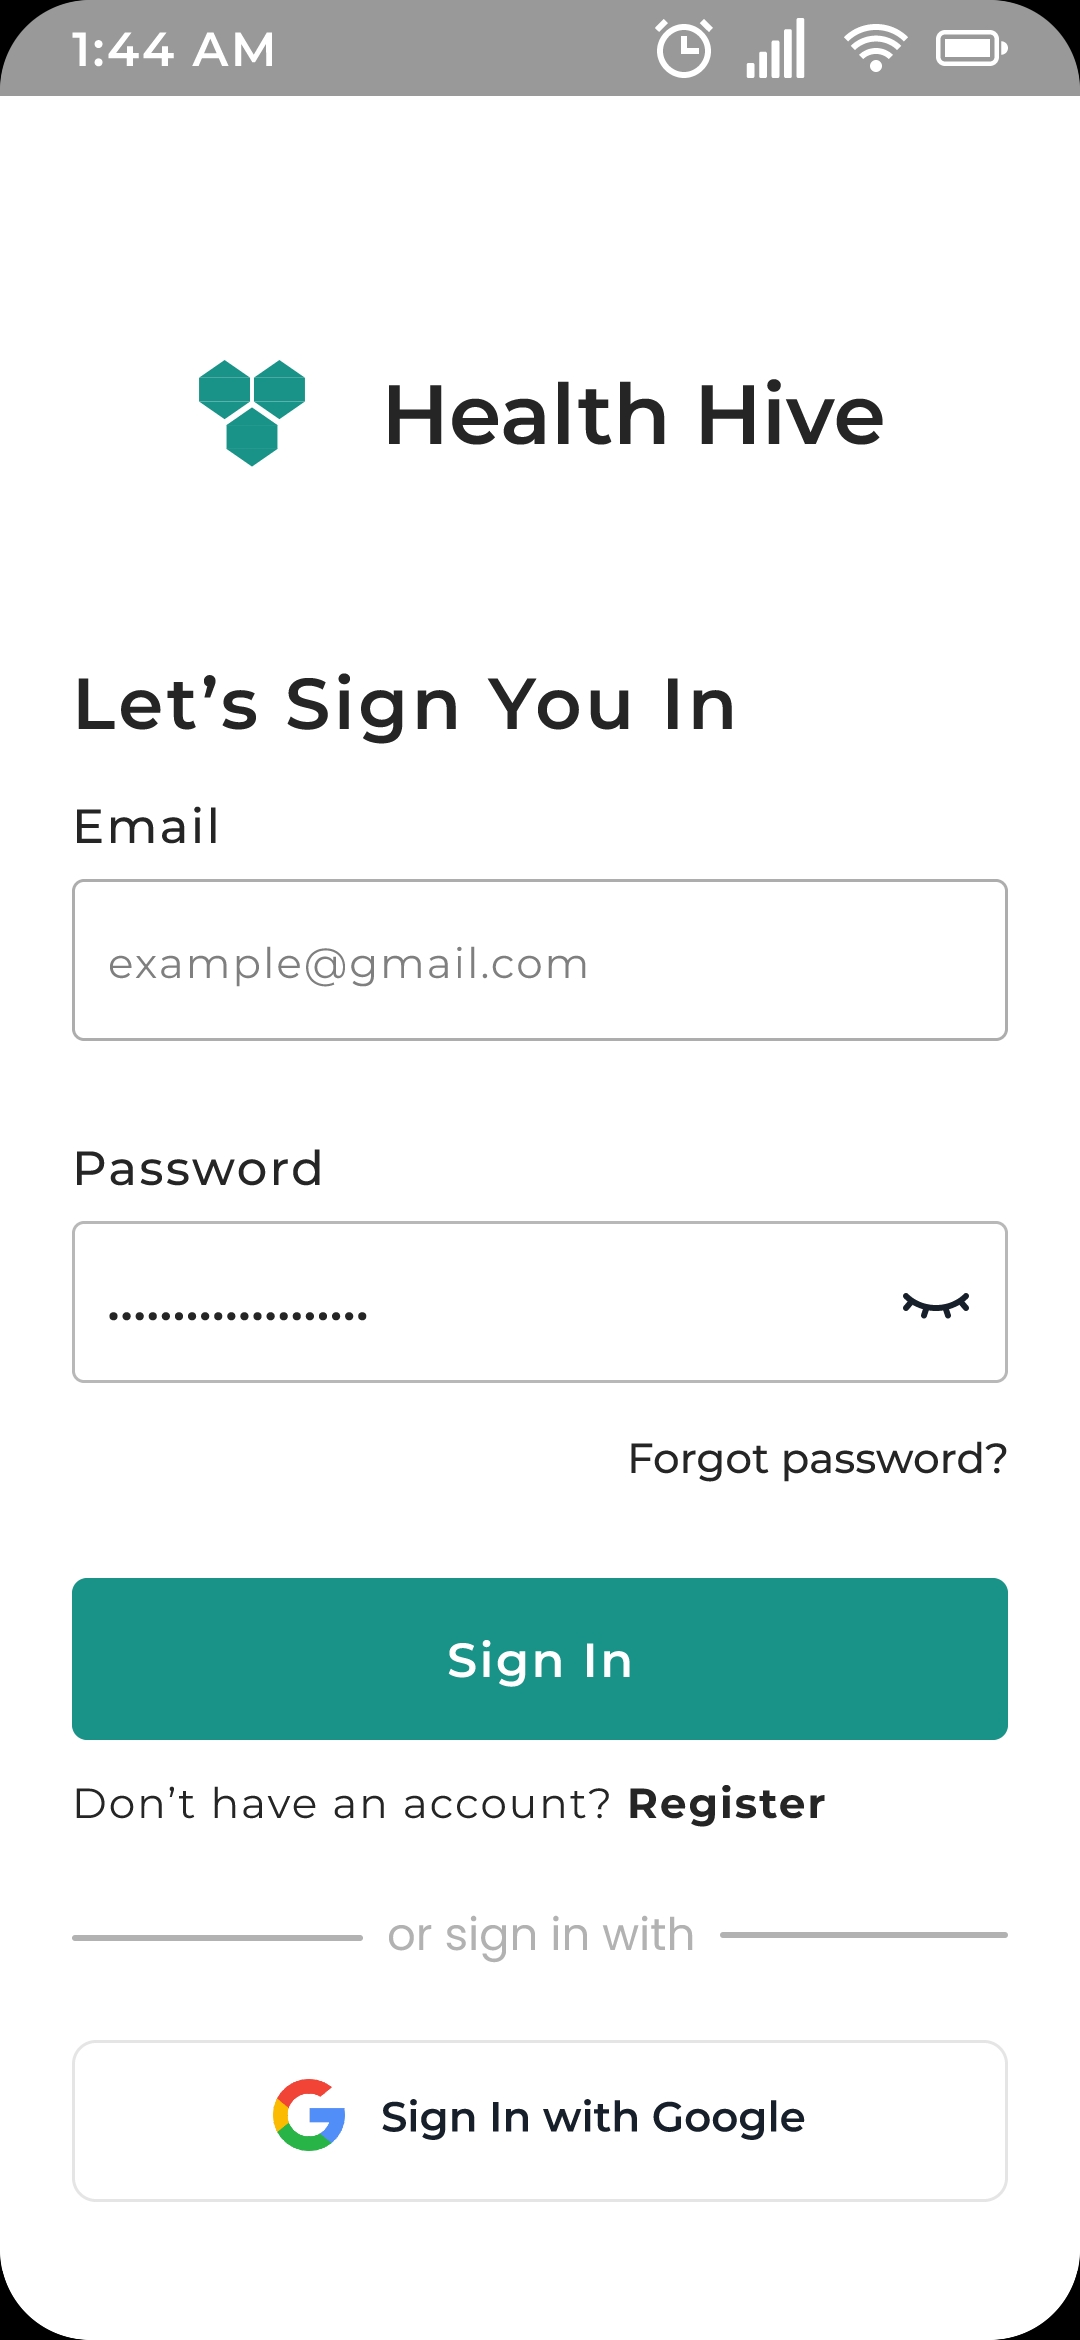 1:44 AM
Health Hive
Let’s Sign You In
Email
example@gmail.com
Password
••••••••••••••••••••
Forgot password?
Sign In
Don’t have an account? Register
or sign in with
Sign In with Google